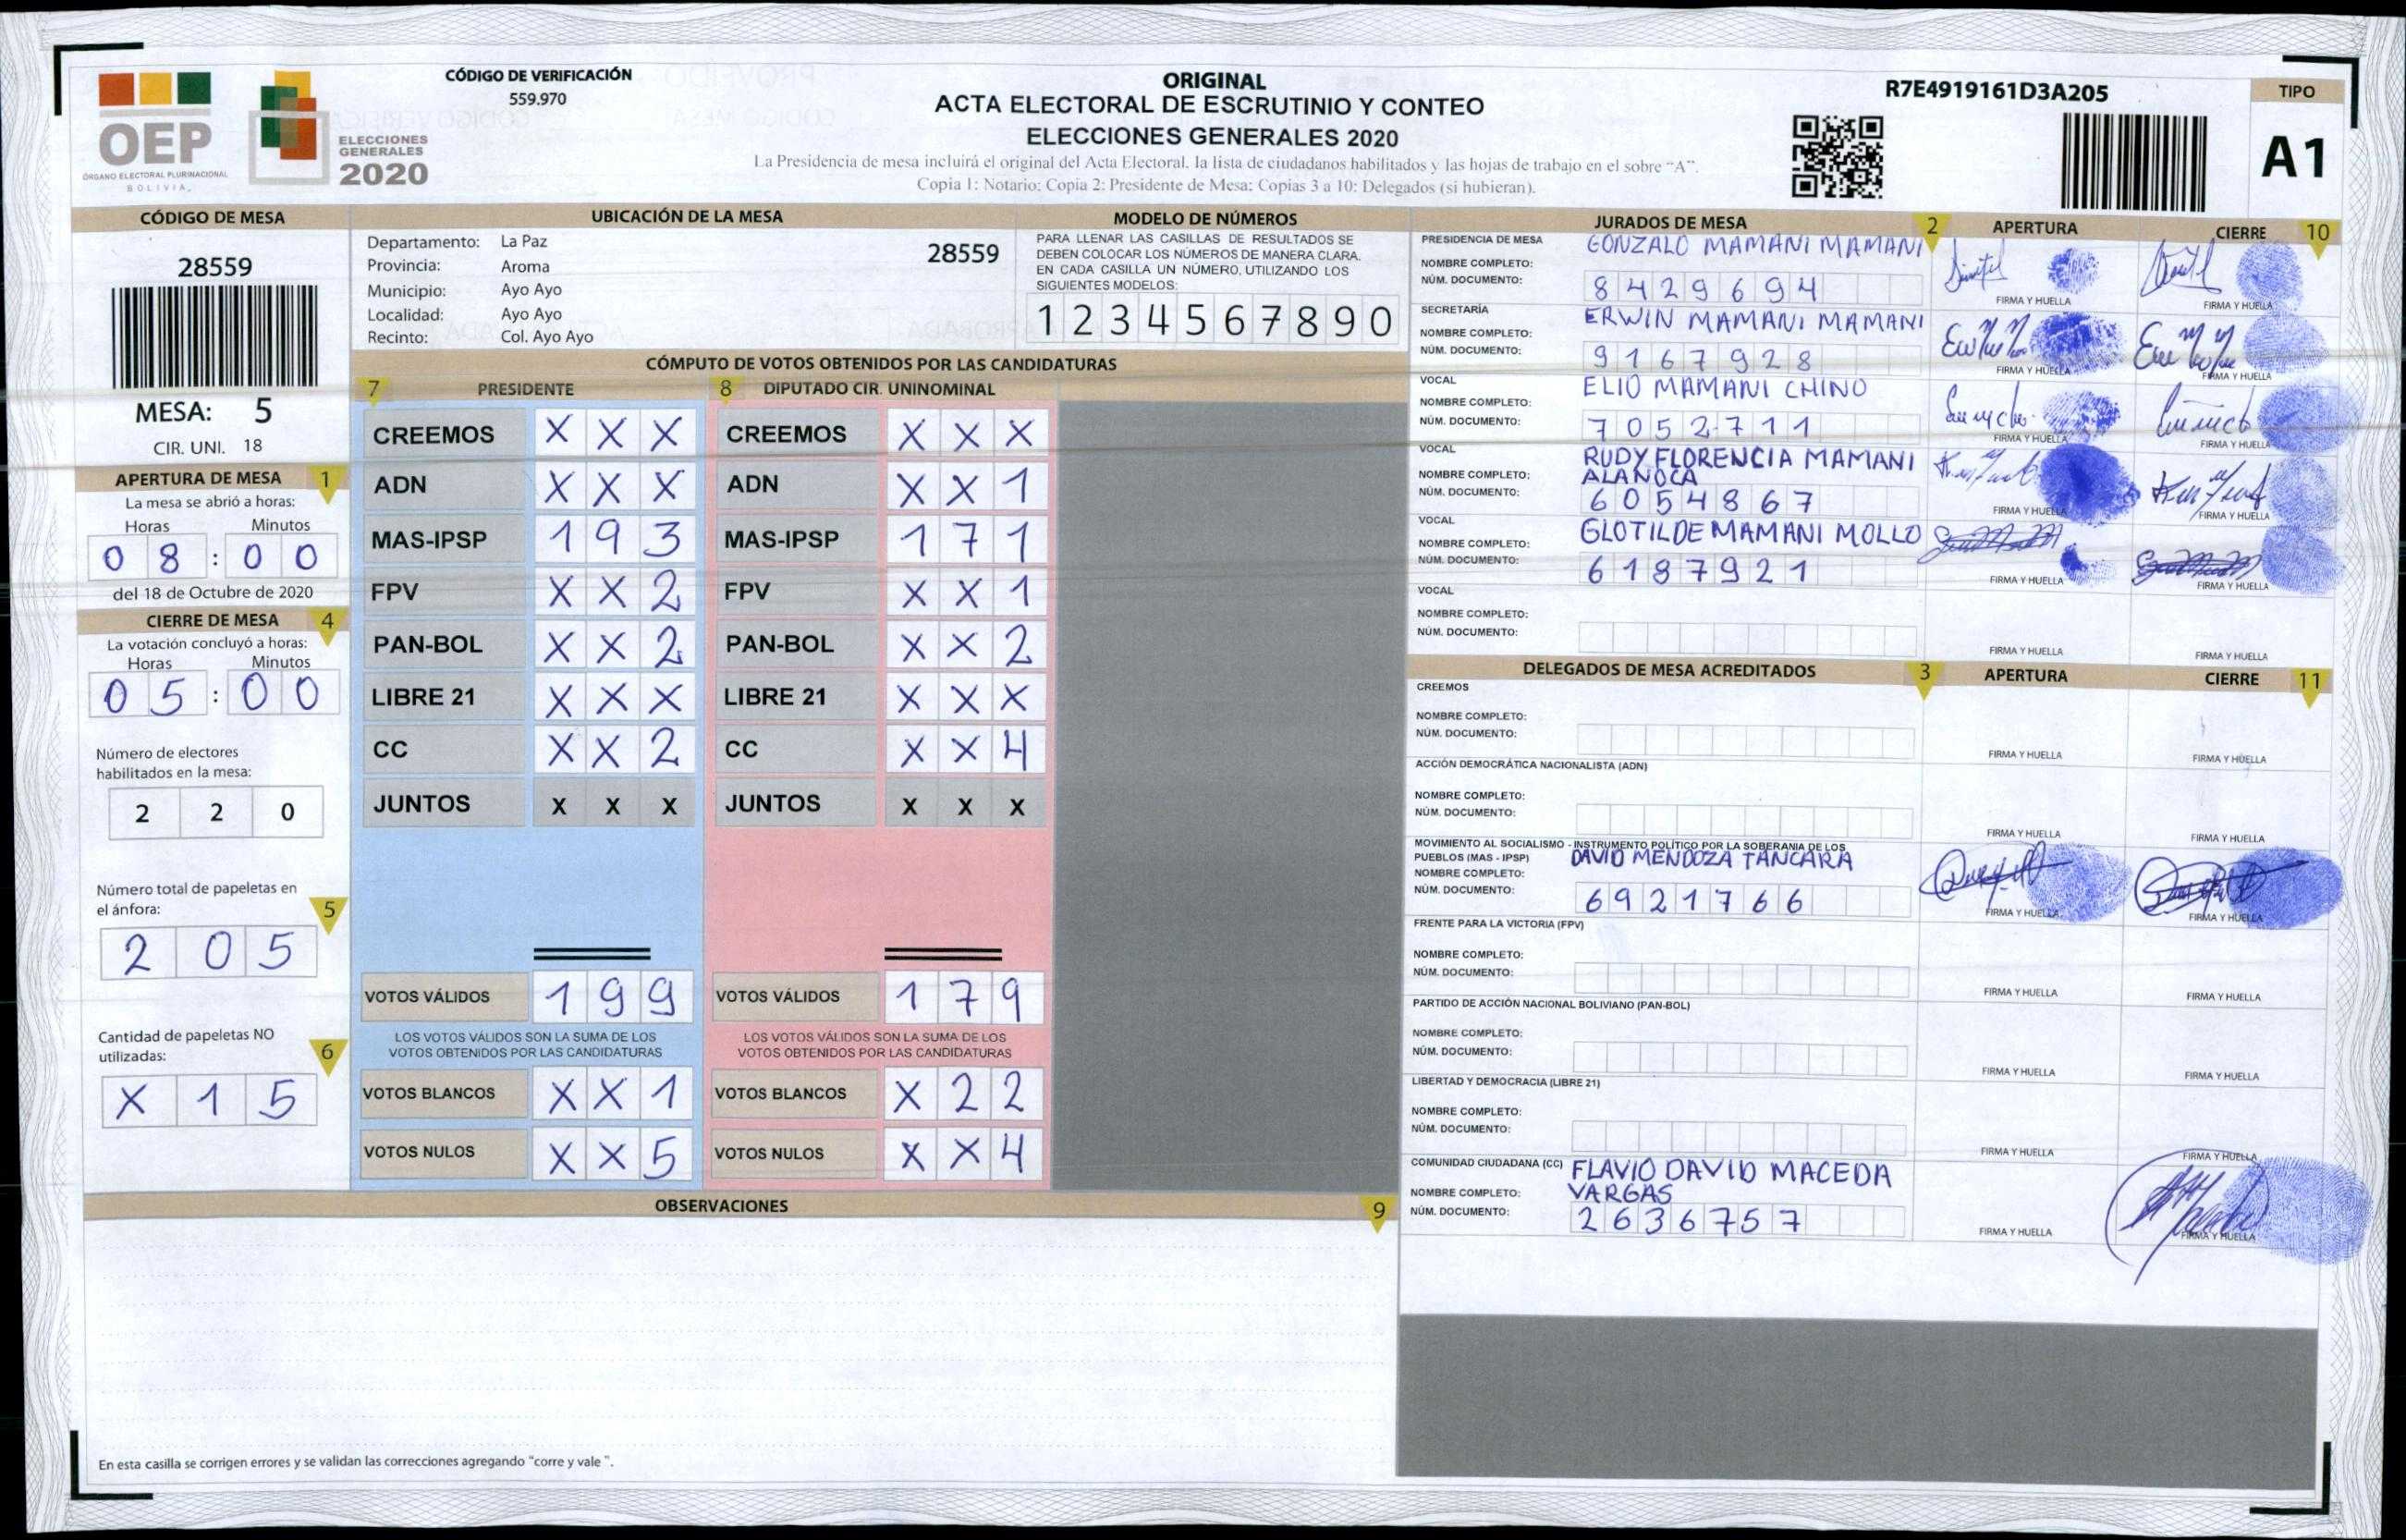 CÓDIGO DE VERIFICACIÓN
559.970
OEP
ÓRGANO ELECTORAL PLURINACIONAL
BOLIVIA
ELECCIONES
GENERALES
2020
ORIGINAL
ACTA ELECTORAL DE ESCRUTINIO Y CONTEO
ELECCIONES GENERALES 2020
La Presidencia de mesa incluirá el original del Acta Electoral, la lista de ciudadanos habilitados y las hojas de trabajo en el sobre "A".
Copia 1: Notario; Copia 2: Presidente de Mesa; Copias 3 a 10: Delegados (si hubieran).
R7E4919161D3A205
TIPO
A1
CÓDIGO DE MESA
28559
MESA: 5
CIR. UNI. 18
APERTURA DE MESA 1
La mesa se abrió a horas:
Horas Minutos
0 8 : 0 0
del 18 de Octubre de 2020
CIERRE DE MESA 4
La votación concluyó a horas:
Horas Minutos
0 5 : 0 0
Número de electores
habilitados en la mesa:
2 2 0
Número total de papeletas en
el ánfora: 5
2 0 5
Cantidad de papeletas NO
utilizadas: 6
X 1 5
UBICACIÓN DE LA MESA
Departamento: La Paz 28559
Provincia: Aroma
Municipio: Ayo Ayo
Localidad: Ayo Ayo
Recinto: Col. Ayo Ayo
MODELO DE NÚMEROS
PARA LLENAR LAS CASILLAS DE RESULTADOS SE
DEBEN COLOCAR LOS NÚMEROS DE MANERA CLARA.
EN CADA CASILLA UN NÚMERO, UTILIZANDO LOS
SIGUIENTES MODELOS:
1 2 3 4 5 6 7 8 9 0
CÓMPUTO DE VOTOS OBTENIDOS POR LAS CANDIDATURAS
7 PRESIDENTE 8 DIPUTADO CIR. UNINOMINAL
CREEMOS X X X CREEMOS X X X
ADN X X X ADN X X 1
MAS-IPSP 1 9 3 MAS-IPSP 1 7 1
FPV X X 2 FPV X X 1
PAN-BOL X X 2 PAN-BOL X X 2
LIBRE 21 X X X LIBRE 21 X X X
CC X X 2 CC X X 4
JUNTOS X X X JUNTOS X X X
VOTOS VÁLIDOS 1 9 9 VOTOS VÁLIDOS 1 7 9
LOS VOTOS VÁLIDOS SON LA SUMA DE LOS LOS VOTOS VÁLIDOS SON LA SUMA DE LOS
VOTOS OBTENIDOS POR LAS CANDIDATURAS VOTOS OBTENIDOS POR LAS CANDIDATURAS
VOTOS BLANCOS X X 1 VOTOS BLANCOS X 2 2
VOTOS NULOS X X 5 VOTOS NULOS X X 4
OBSERVACIONES 9
En esta casilla se corrigen errores y se validan las correcciones agregando "corre y vale ".
JURADOS DE MESA 2 APERTURA CIERRE 10
PRESIDENCIA DE MESA GONZALO MAMANI MAMANI
NOMBRE COMPLETO:
NÚM. DOCUMENTO: 8429694
FIRMA Y HUELLA FIRMA Y HUELLA
SECRETARÍA ERWIN MAMANI MAMANI
NOMBRE COMPLETO:
NÚM. DOCUMENTO: 9167928
FIRMA Y HUELLA FIRMA Y HUELLA
VOCAL ELIO MAMANI CHINO
NOMBRE COMPLETO:
NÚM. DOCUMENTO: 7052711
FIRMA Y HUELLA FIRMA Y HUELLA
VOCAL RUDY FLORENCIA MAMANI
NOMBRE COMPLETO: ALANOCA
NÚM. DOCUMENTO: 6054867
FIRMA Y HUELLA FIRMA Y HUELLA
VOCAL GLOTILDE MAMANI MOLLO
NOMBRE COMPLETO:
NÚM. DOCUMENTO: 6187921
FIRMA Y HUELLA FIRMA Y HUELLA
VOCAL
NOMBRE COMPLETO:
NÚM. DOCUMENTO:
FIRMA Y HUELLA FIRMA Y HUELLA
DELEGADOS DE MESA ACREDITADOS 3 APERTURA CIERRE 11
CREEMOS
NOMBRE COMPLETO:
NÚM. DOCUMENTO:
FIRMA Y HUELLA FIRMA Y HUELLA
ACCIÓN DEMOCRÁTICA NACIONALISTA (ADN)
NOMBRE COMPLETO:
NÚM. DOCUMENTO:
FIRMA Y HUELLA FIRMA Y HUELLA
MOVIMIENTO AL SOCIALISMO - INSTRUMENTO POLÍTICO POR LA SOBERANIA DE LOS
PUEBLOS (MAS - IPSP) DAVID MENDOZA TANCARA
NOMBRE COMPLETO:
NÚM. DOCUMENTO: 6921766
FIRMA Y HUELLA FIRMA Y HUELLA
FRENTE PARA LA VICTORIA (FPV)
NOMBRE COMPLETO:
NÚM. DOCUMENTO:
FIRMA Y HUELLA FIRMA Y HUELLA
PARTIDO DE ACCIÓN NACIONAL BOLIVIANO (PAN-BOL)
NOMBRE COMPLETO:
NÚM. DOCUMENTO:
FIRMA Y HUELLA FIRMA Y HUELLA
LIBERTAD Y DEMOCRACIA (LIBRE 21)
NOMBRE COMPLETO:
NÚM. DOCUMENTO:
FIRMA Y HUELLA FIRMA Y HUELLA
COMUNIDAD CIUDADANA (CC) FLAVIO DAVID MACEDA
NOMBRE COMPLETO: VARGAS
NÚM. DOCUMENTO: 2636757
FIRMA Y HUELLA FIRMA Y HUELLA